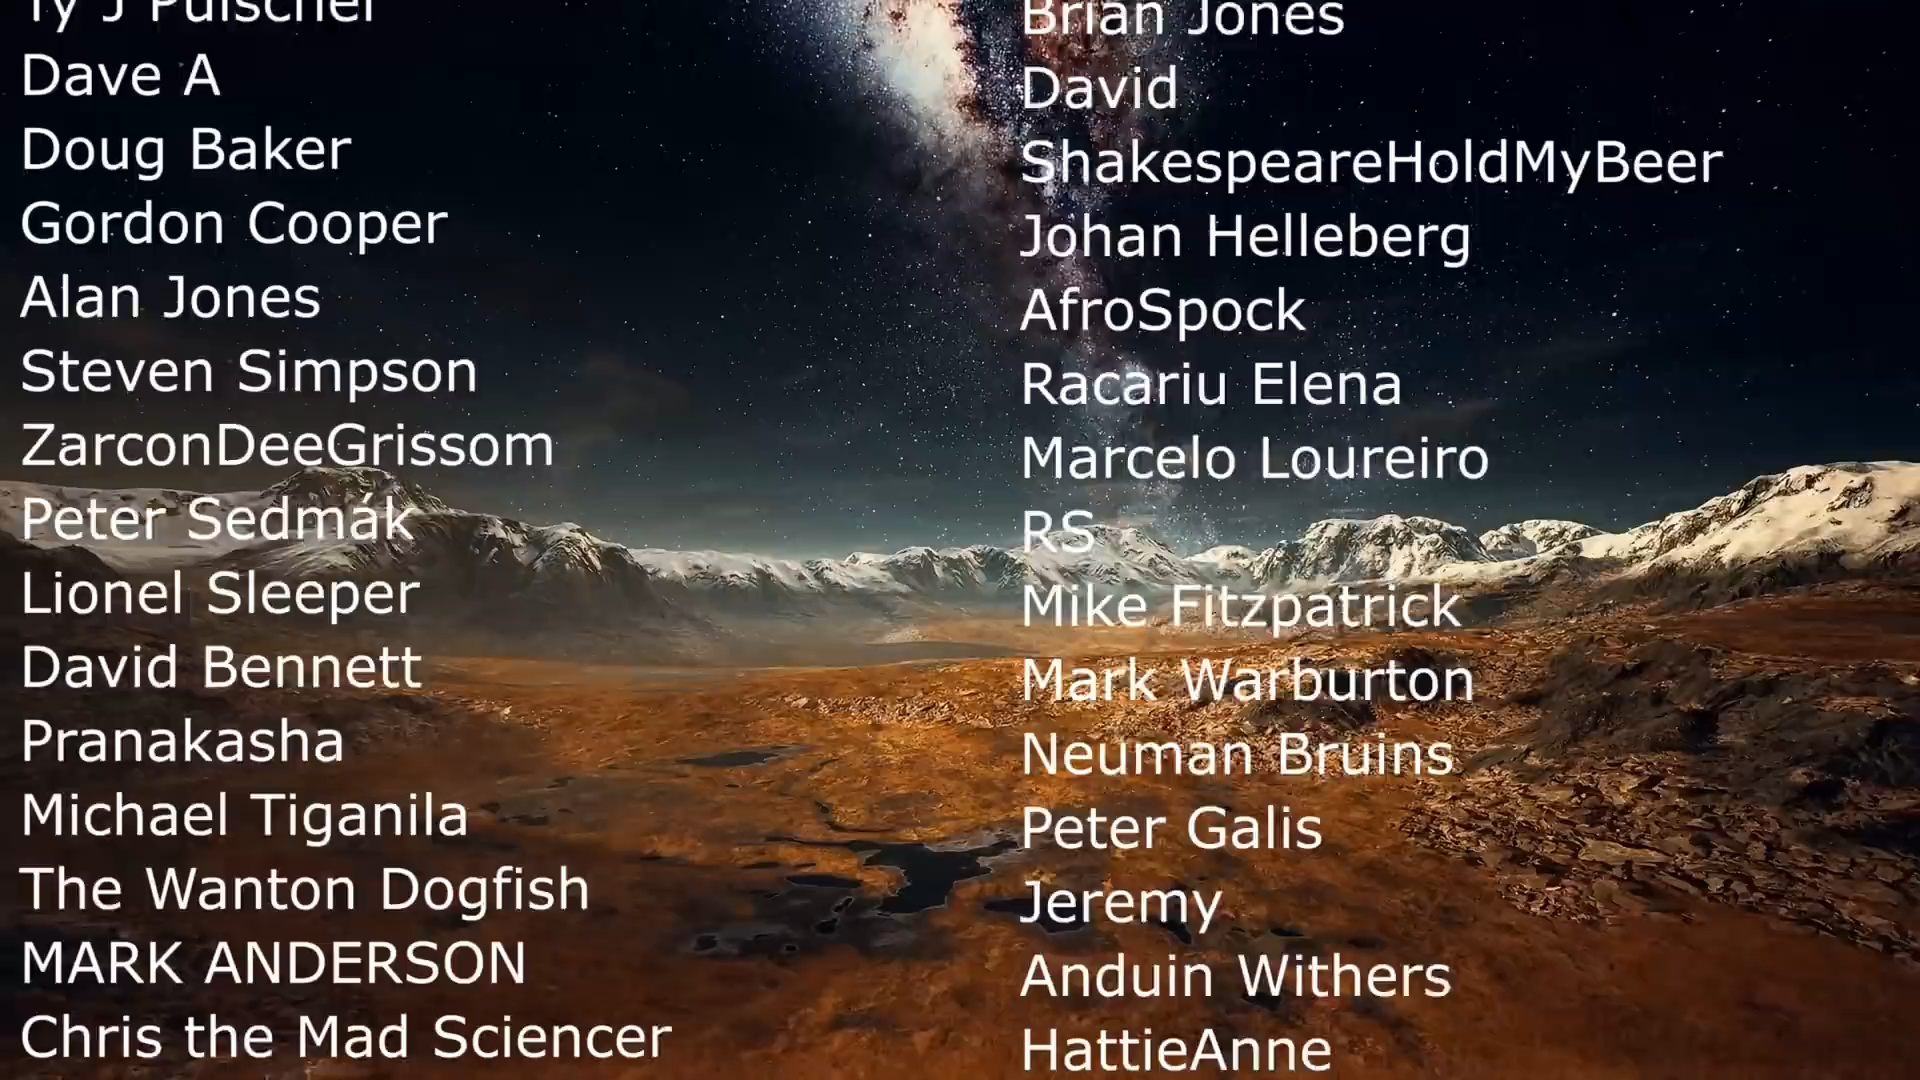 Ty J Pulscher
Dave A
Doug Baker
Gordon Cooper
Alan Jones
Steven Simpson
ZarconDeeGrissom
Peter Sedmák
Lionel Sleeper
David Bennett
Pranakasha
Michael Tiganila
The Wanton Dogfish
MARK ANDERSON
Chris the Mad Sciencer
Brian Jones
David
ShakespeareHoldMyBeer
Johan Helleberg
AfroSpock
Racariu Elena
Marcelo Loureiro
RS
Mike Fitzpatrick
Mark Warburton
Neuman Bruins
Peter Galis
Jeremy
Anduin Withers
HattieAnne